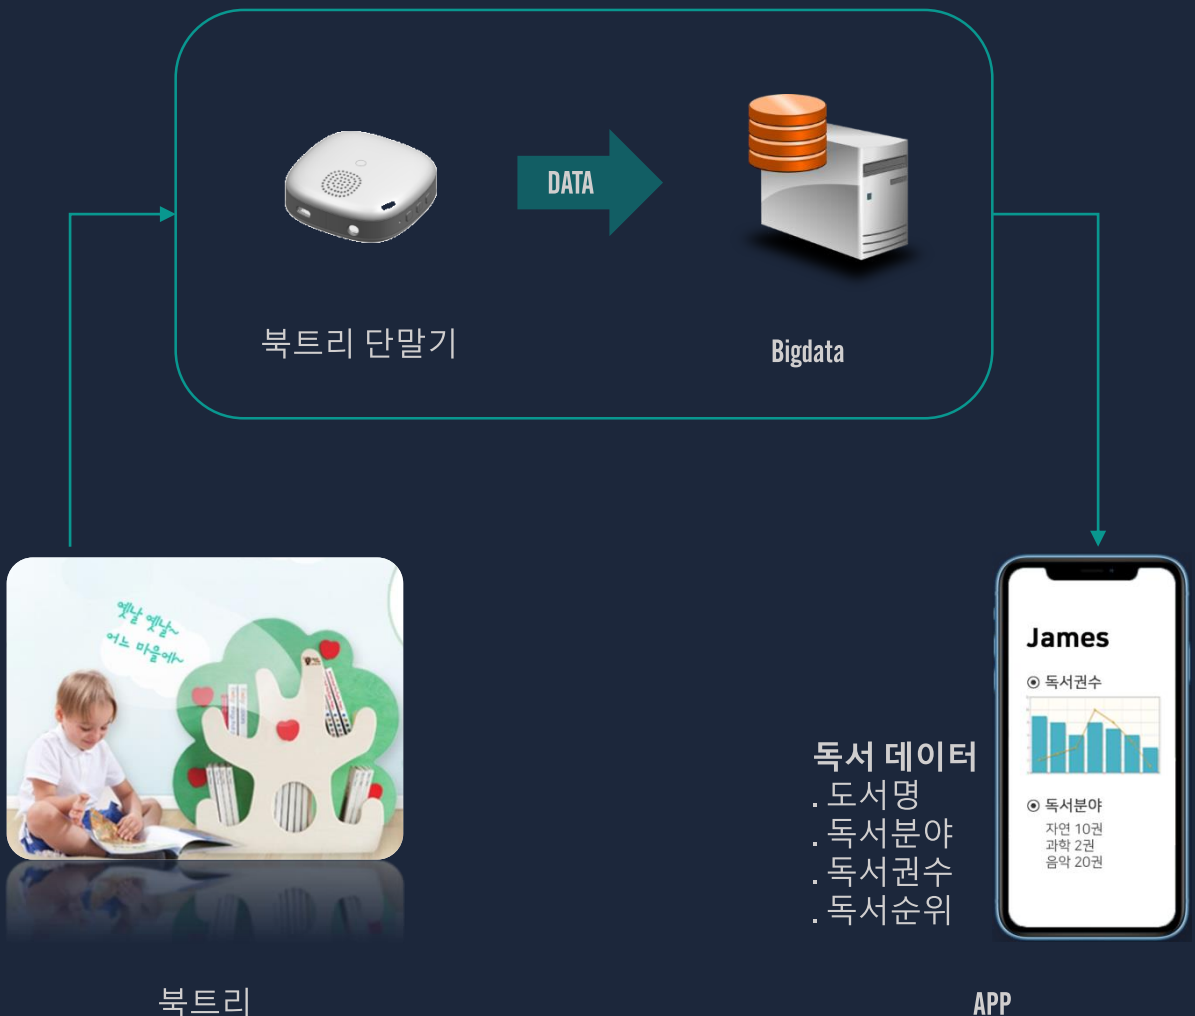 DATA
북트리 단말기
Bigdata
옛날 옛날~
어느 마을에~
James
독서권수
독서 데이터
. 도서명
. 독서분야
. 독서권수
. 독서순위
독서분야
자연 10권
과학 2권
음악 20권
북트리
APP